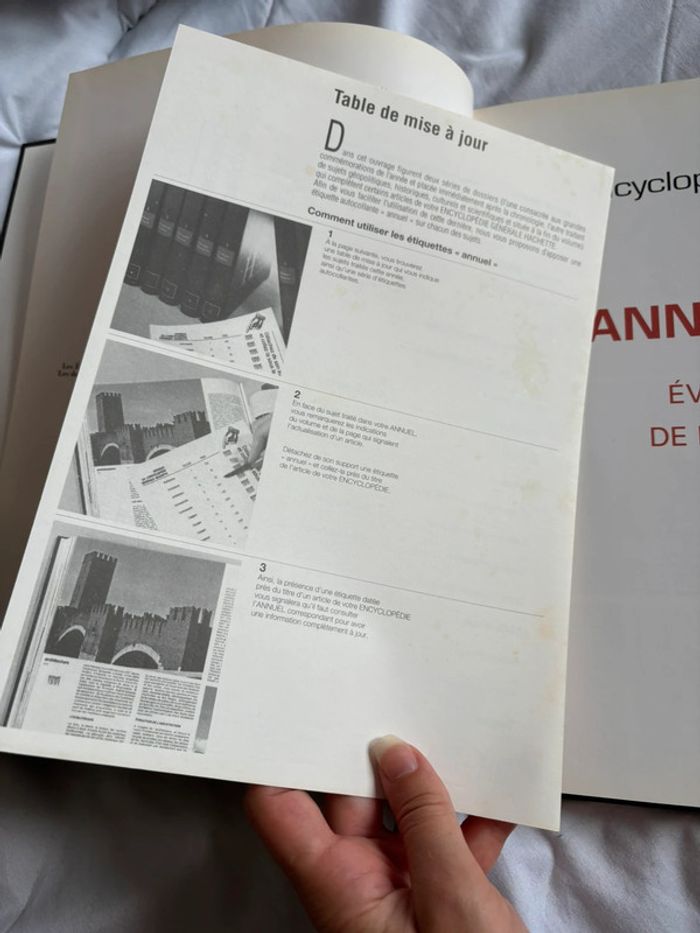 Table de mise à jour
Dans cet ouvrage figurent deux séries de dossiers (l'une consacrée aux grandes
commémorations de l'année et placée immédiatement après la chronologie, l'autre traitant
de sujets géopolitiques, historiques, culturels et scientifiques et située à la fin du volume)
qui complètent certains articles de votre ENCYCLOPÉDIE GÉNÉRALE HACHETTE.
Afin de vous faciliter l'utilisation de cette dernière, nous vous proposons d'apposer une
étiquette autocollante « annuel » sur chacun des sujets.
Comment utiliser les étiquettes « annuel »
1
À la page suivante, vous trouverez
une table de mise à jour qui vous indique
les sujets traités cette année,
ainsi qu'une série d'étiquettes
autocollantes.
2
En face du sujet traité dans votre ANNUEL,
vous remarquerez les indications
du volume et de la page qui signalent
l'actualisation d'un article.
Détachez de son support une étiquette
« annuel » et collez-la près du titre
de l'article de votre ENCYCLOPÉDIE.
3
Ainsi, la présence d'une étiquette datée
près du titre d'un article de votre ENCYCLOPÉDIE
vous signalera qu'il faut consulter
l'ANNUEL correspondant pour avoir
une information complètement à jour.
architecture
cyclop
ANN
ÉV
DE